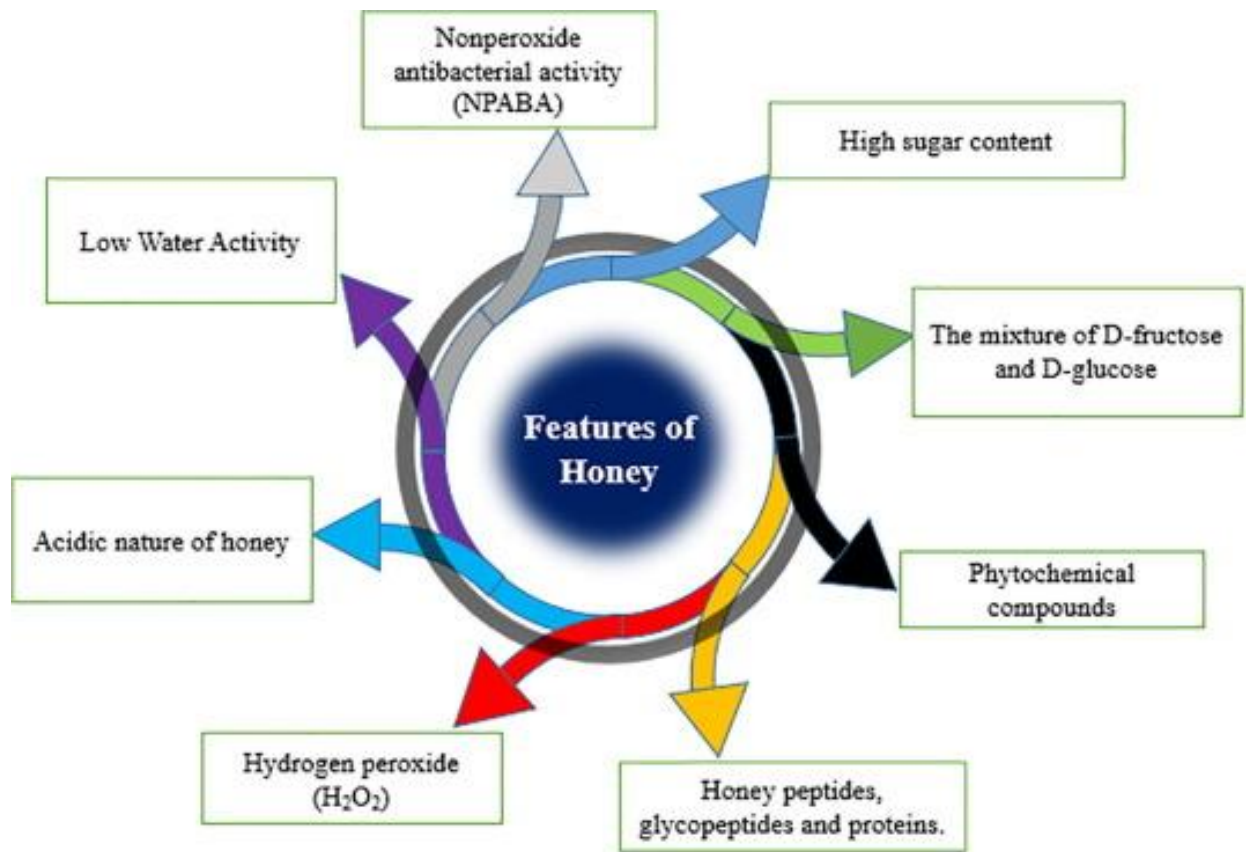 Nonperoxide
antibacterial activity
(NPABA)
High sugar content
Low Water Activity
The mixture of D-fructose
and D-glucose
Features of
Honey
Acidic nature of honey
Phytochemical
compounds
Hydrogen peroxide
(H₂O₂)
Honey peptides,
glycopeptides and proteins.